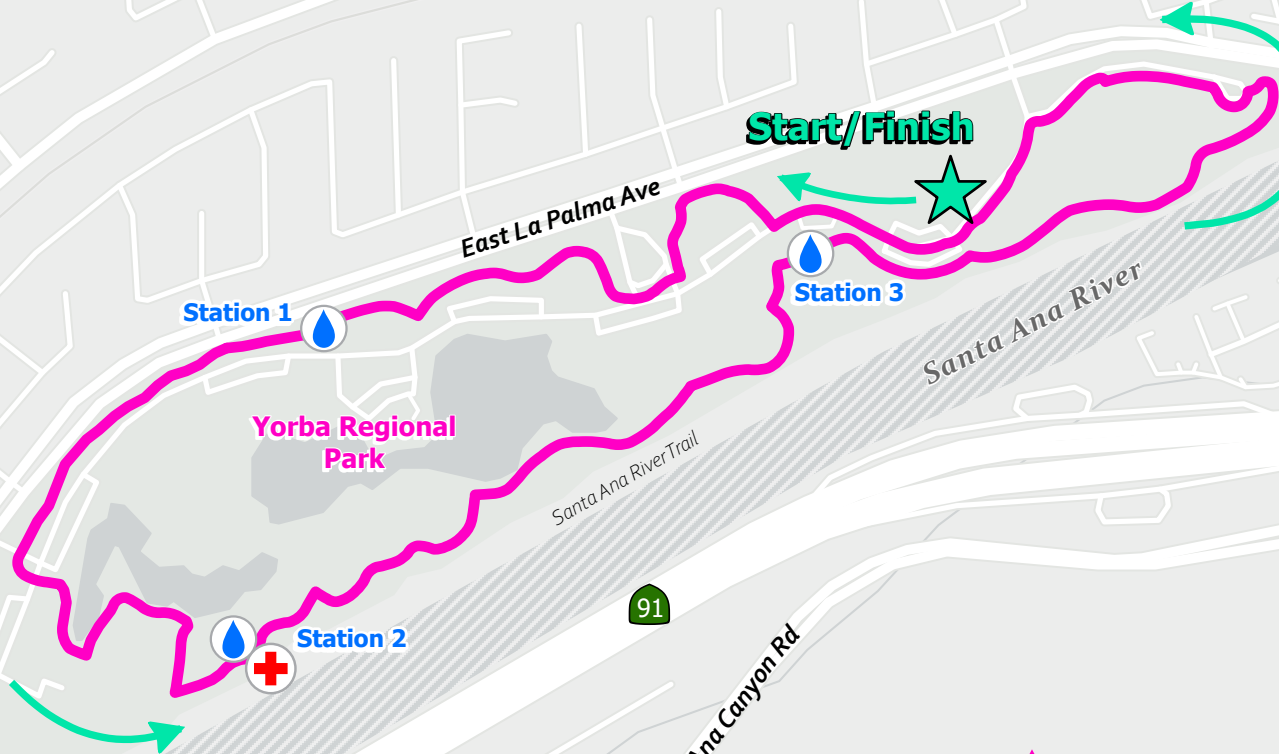 Start/Finish
East La Palma Ave
Station 1
Station 3
Santa Ana River
Yorba Regional
Park
Santa Ana River Trail
91
Station 2
Ana Canyon Rd